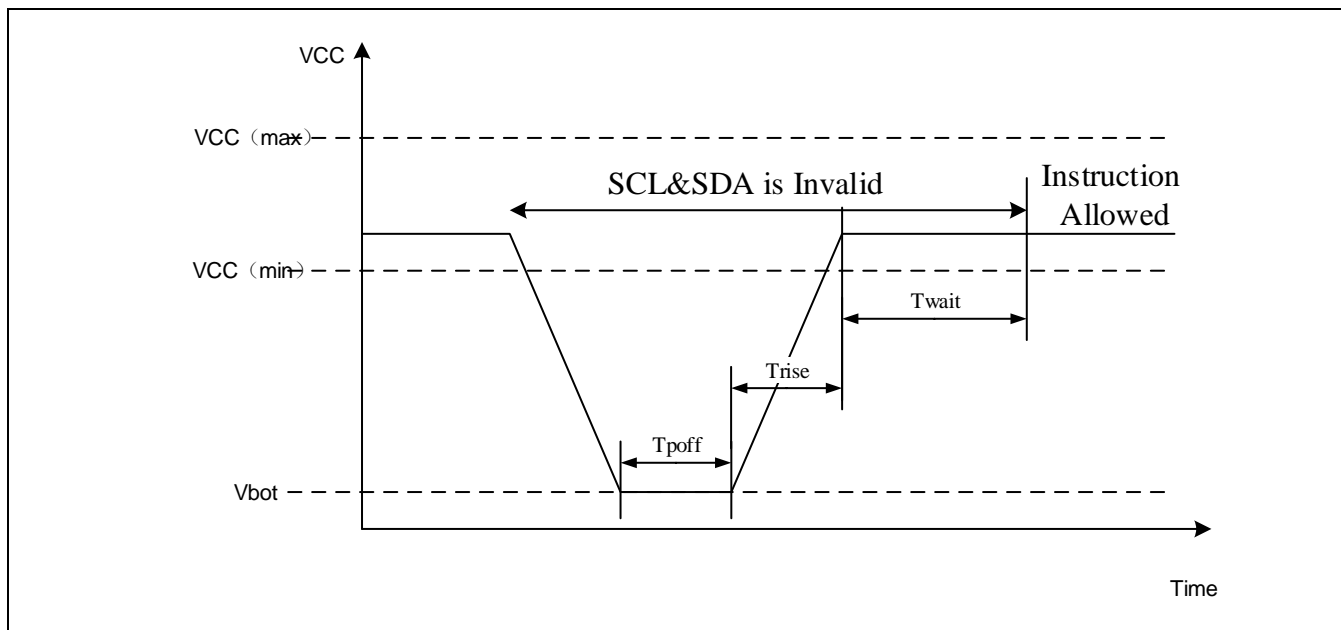 VCC
VCC（max）
SCL&SDA is Invalid
Instruction
Allowed
VCC（min）
Twait
Trise
Tpoff
Vbot
Time